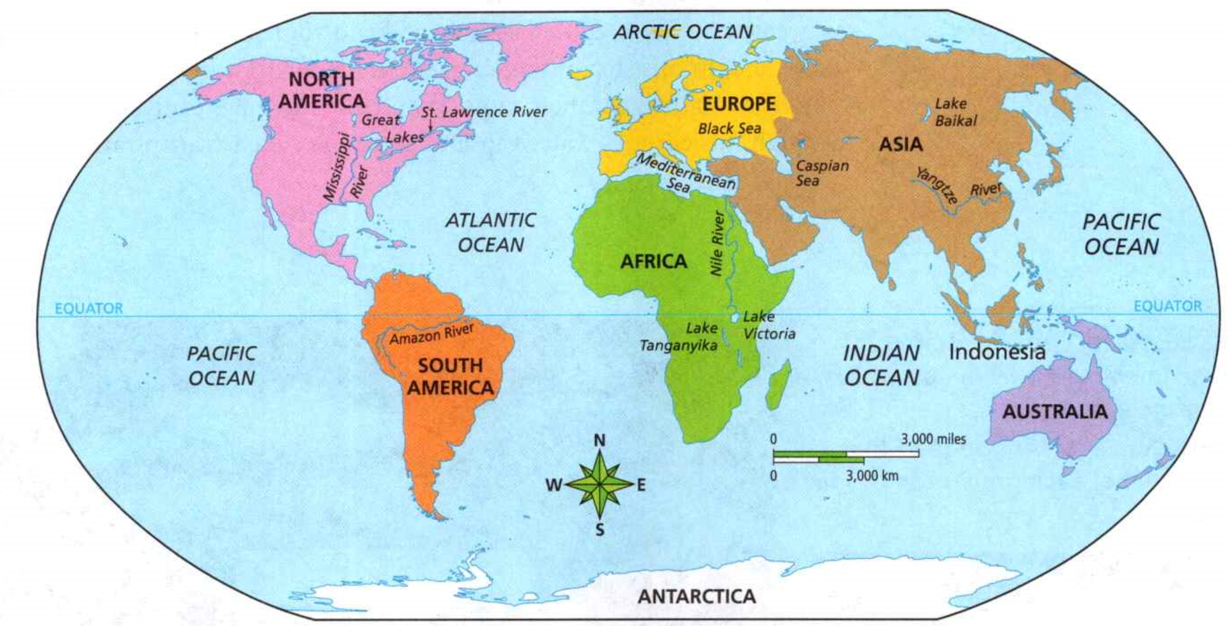 ARCTIC OCEAN
NORTH
AMERICA
Great
Lakes
St. Lawrence River
Mississippi
River
EUROPE
Black Sea
Mediterranean
Sea
Lake
Baikal
ASIA
Caspian
Sea
Yangtze
River
ATLANTIC
OCEAN
PACIFIC
OCEAN
AFRICA
Nile River
EQUATOR
EQUATOR
Amazon River
SOUTH
AMERICA
Lake
Victoria
Lake
Tanganyika
PACIFIC
OCEAN
INDIAN
OCEAN
Indonesia
AUSTRALIA
0
3,000 miles
0
3,000 km
N
W
E
S
ANTARCTICA